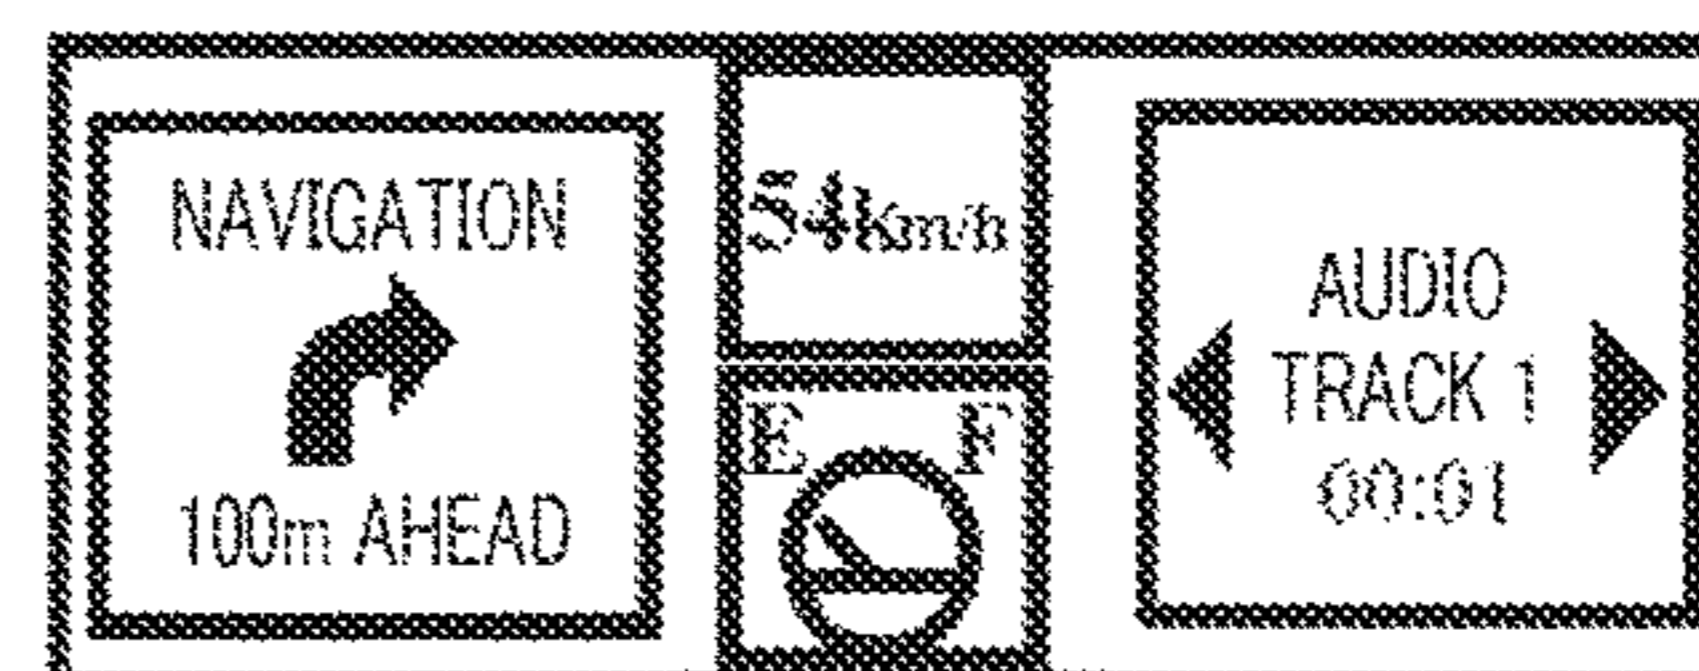 NAVIGATION
100m AHEAD
54km/h
E F
AUDIO
TRACK 1
00:01